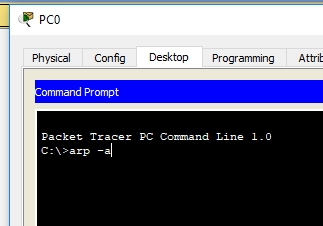 PC0
Physical Config Desktop Programming Attrib
Command Prompt
Packet Tracer PC Command Line 1.0
C:\>arp -a